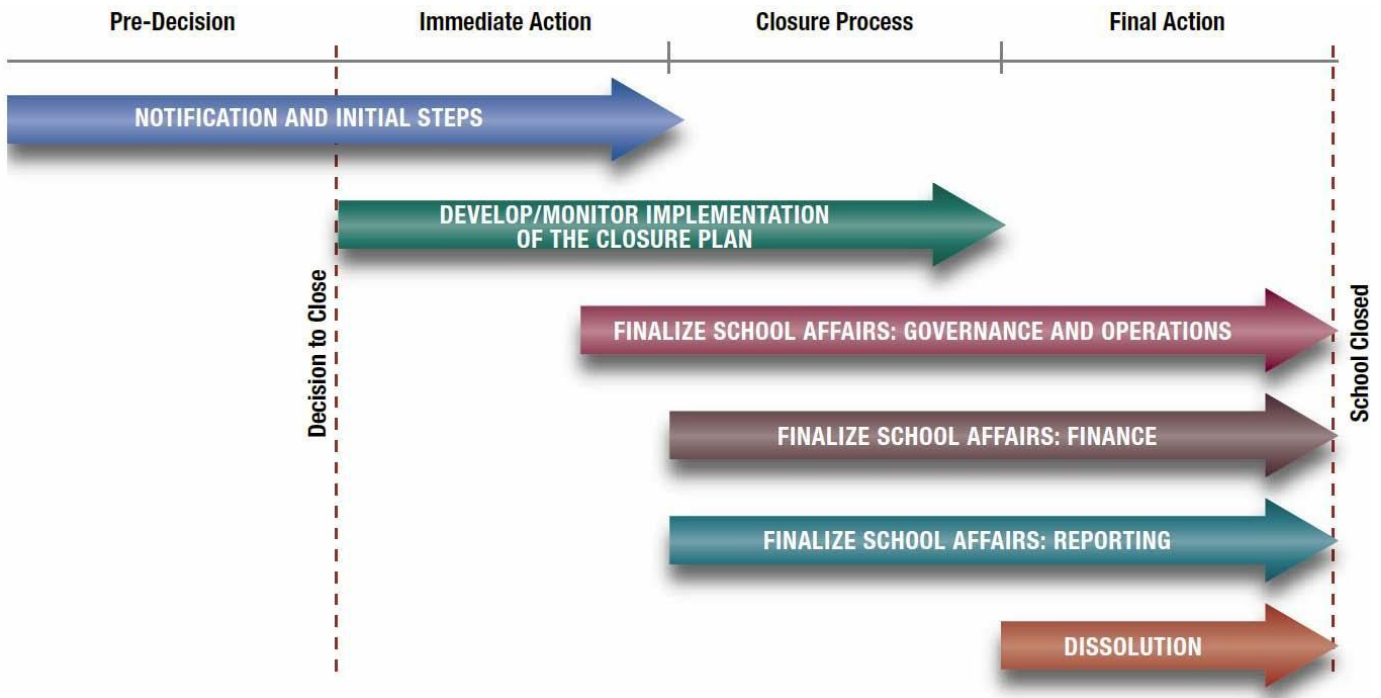 Pre-Decision
Immediate Action
Closure Process
Final Action
NOTIFICATION AND INITIAL STEPS
DEVELOP/MONITOR IMPLEMENTATION
OF THE CLOSURE PLAN
Decision to Close
FINALIZE SCHOOL AFFAIRS: GOVERNANCE AND OPERATIONS
School Closed
FINALIZE SCHOOL AFFAIRS: FINANCE
FINALIZE SCHOOL AFFAIRS: REPORTING
DISSOLUTION